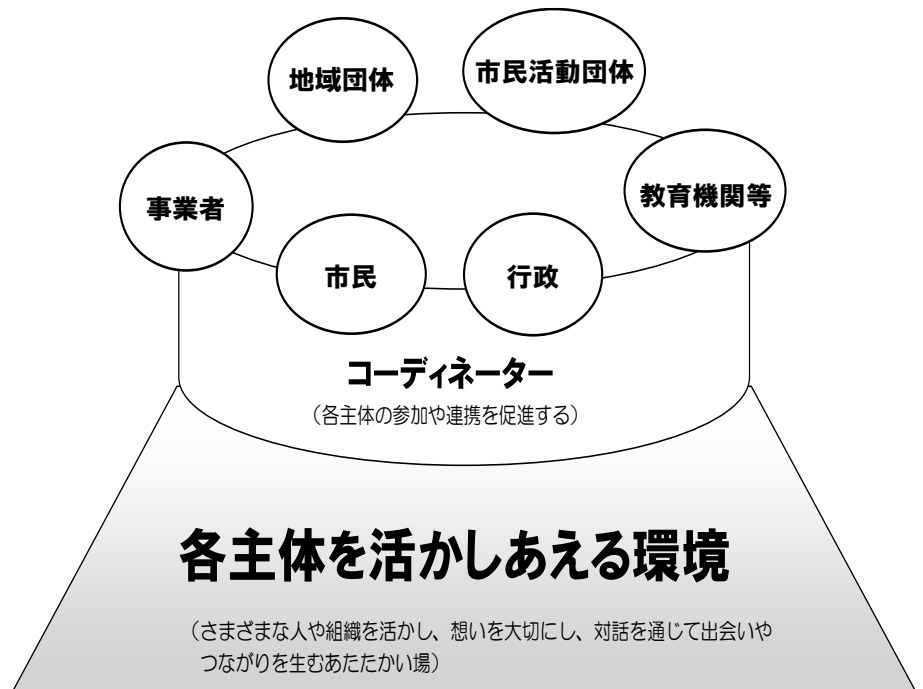 地域団体
市民活動団体
事業者
教育機関等
市民
行政
コーディネーター
（各主体の参加や連携を促進する）
各主体を活かしあえる環境
（さまざまな人や組織を活かし、想いを大切にし、対話を通じて出会いや
つながりを生むあたたかい場）